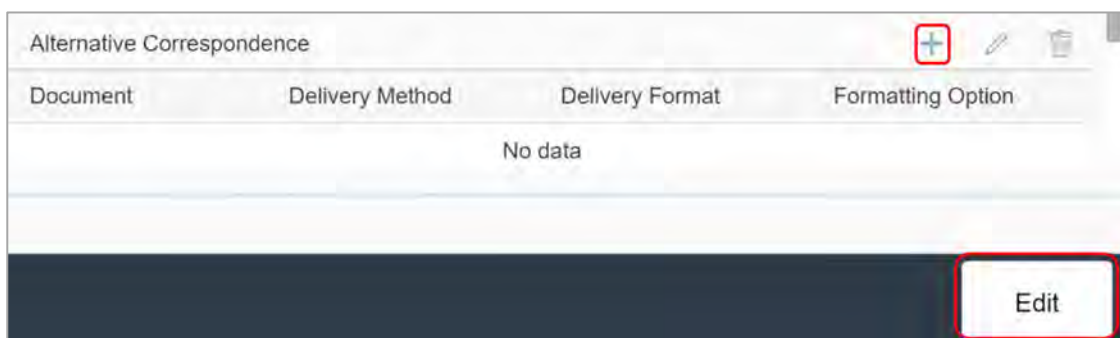 Alternative Correspondence
Document Delivery Method Delivery Format Formatting Option
No data
Edit